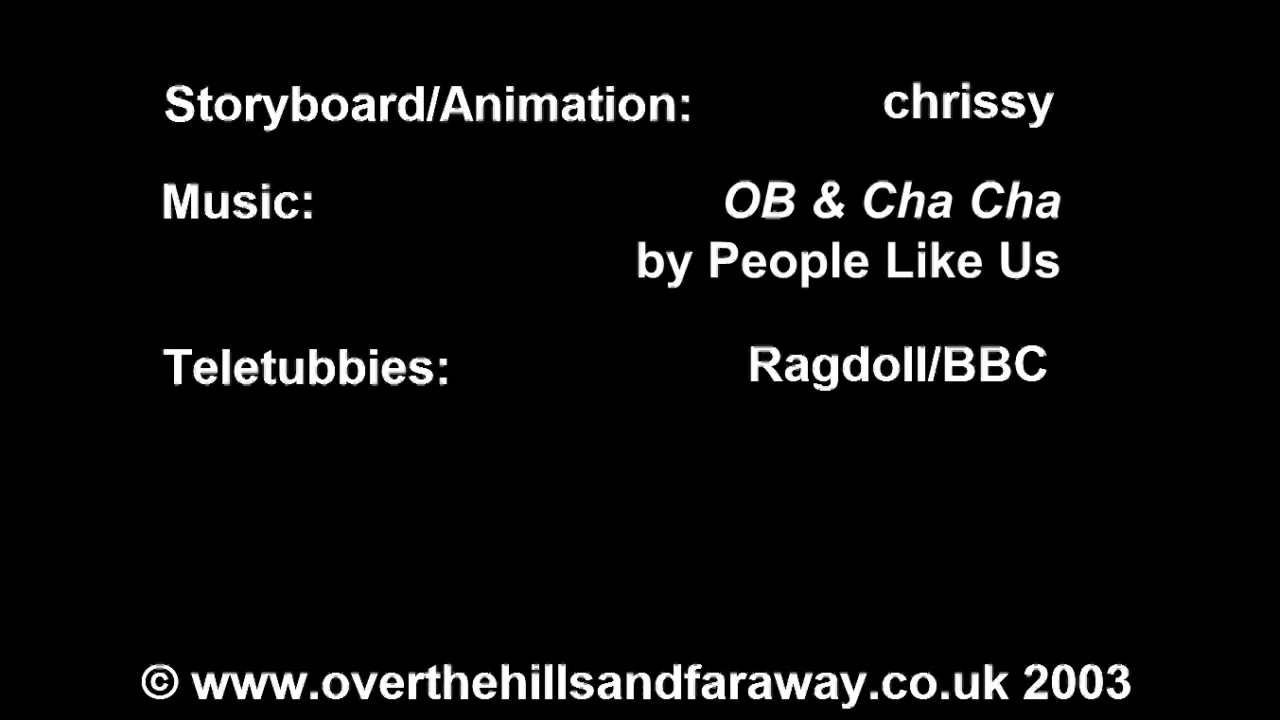 Storyboard/Animation: chrissy
Music: OB & Cha Cha
by People Like Us
Teletubbies: Ragdoll/BBC
© www.overthehillsandfaraway.co.uk 2003